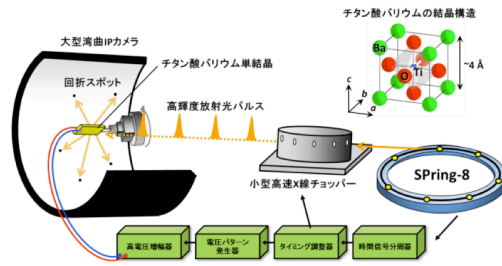 チタン酸バリウムの結晶構造
大型湾曲IPカメラ
チタン酸バリウム単結晶
回折スポット
高輝度放射光パルス
Ba
Ti
O
~4 Å
c
b
a
小型高速X線チョッパー
SPring-8
高電圧増幅器
電圧パターン
発生器
タイミング調整器
時間信号分周器